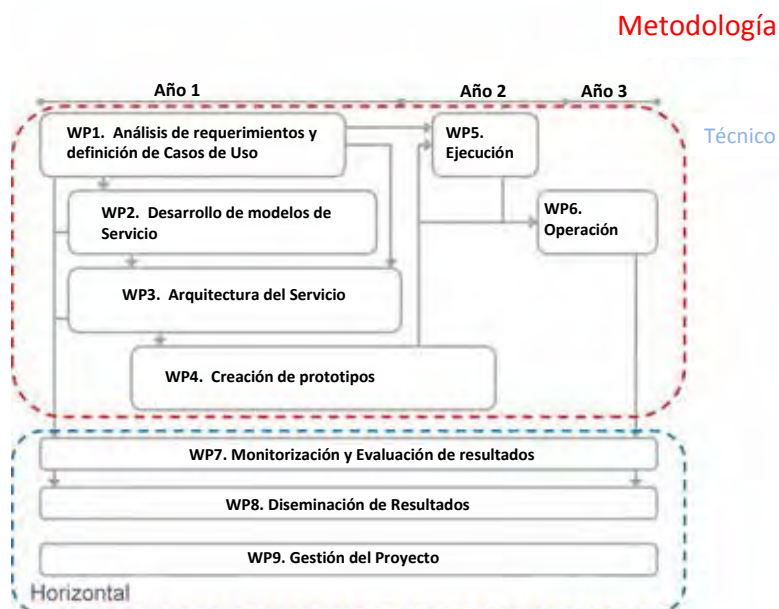 Metodología
Año 1
Año 2
Año 3
WP1. Análisis de requerimientos y
definición de Casos de Uso
WP5.
Ejecución
Técnico
WP2. Desarrollo de modelos de
Servicio
WP6.
Operación
WP3. Arquitectura del Servicio
WP4. Creación de prototipos
WP7. Monitorización y Evaluación de resultados
WP8. Diseminación de Resultados
WP9. Gestión del Proyecto
Horizontal